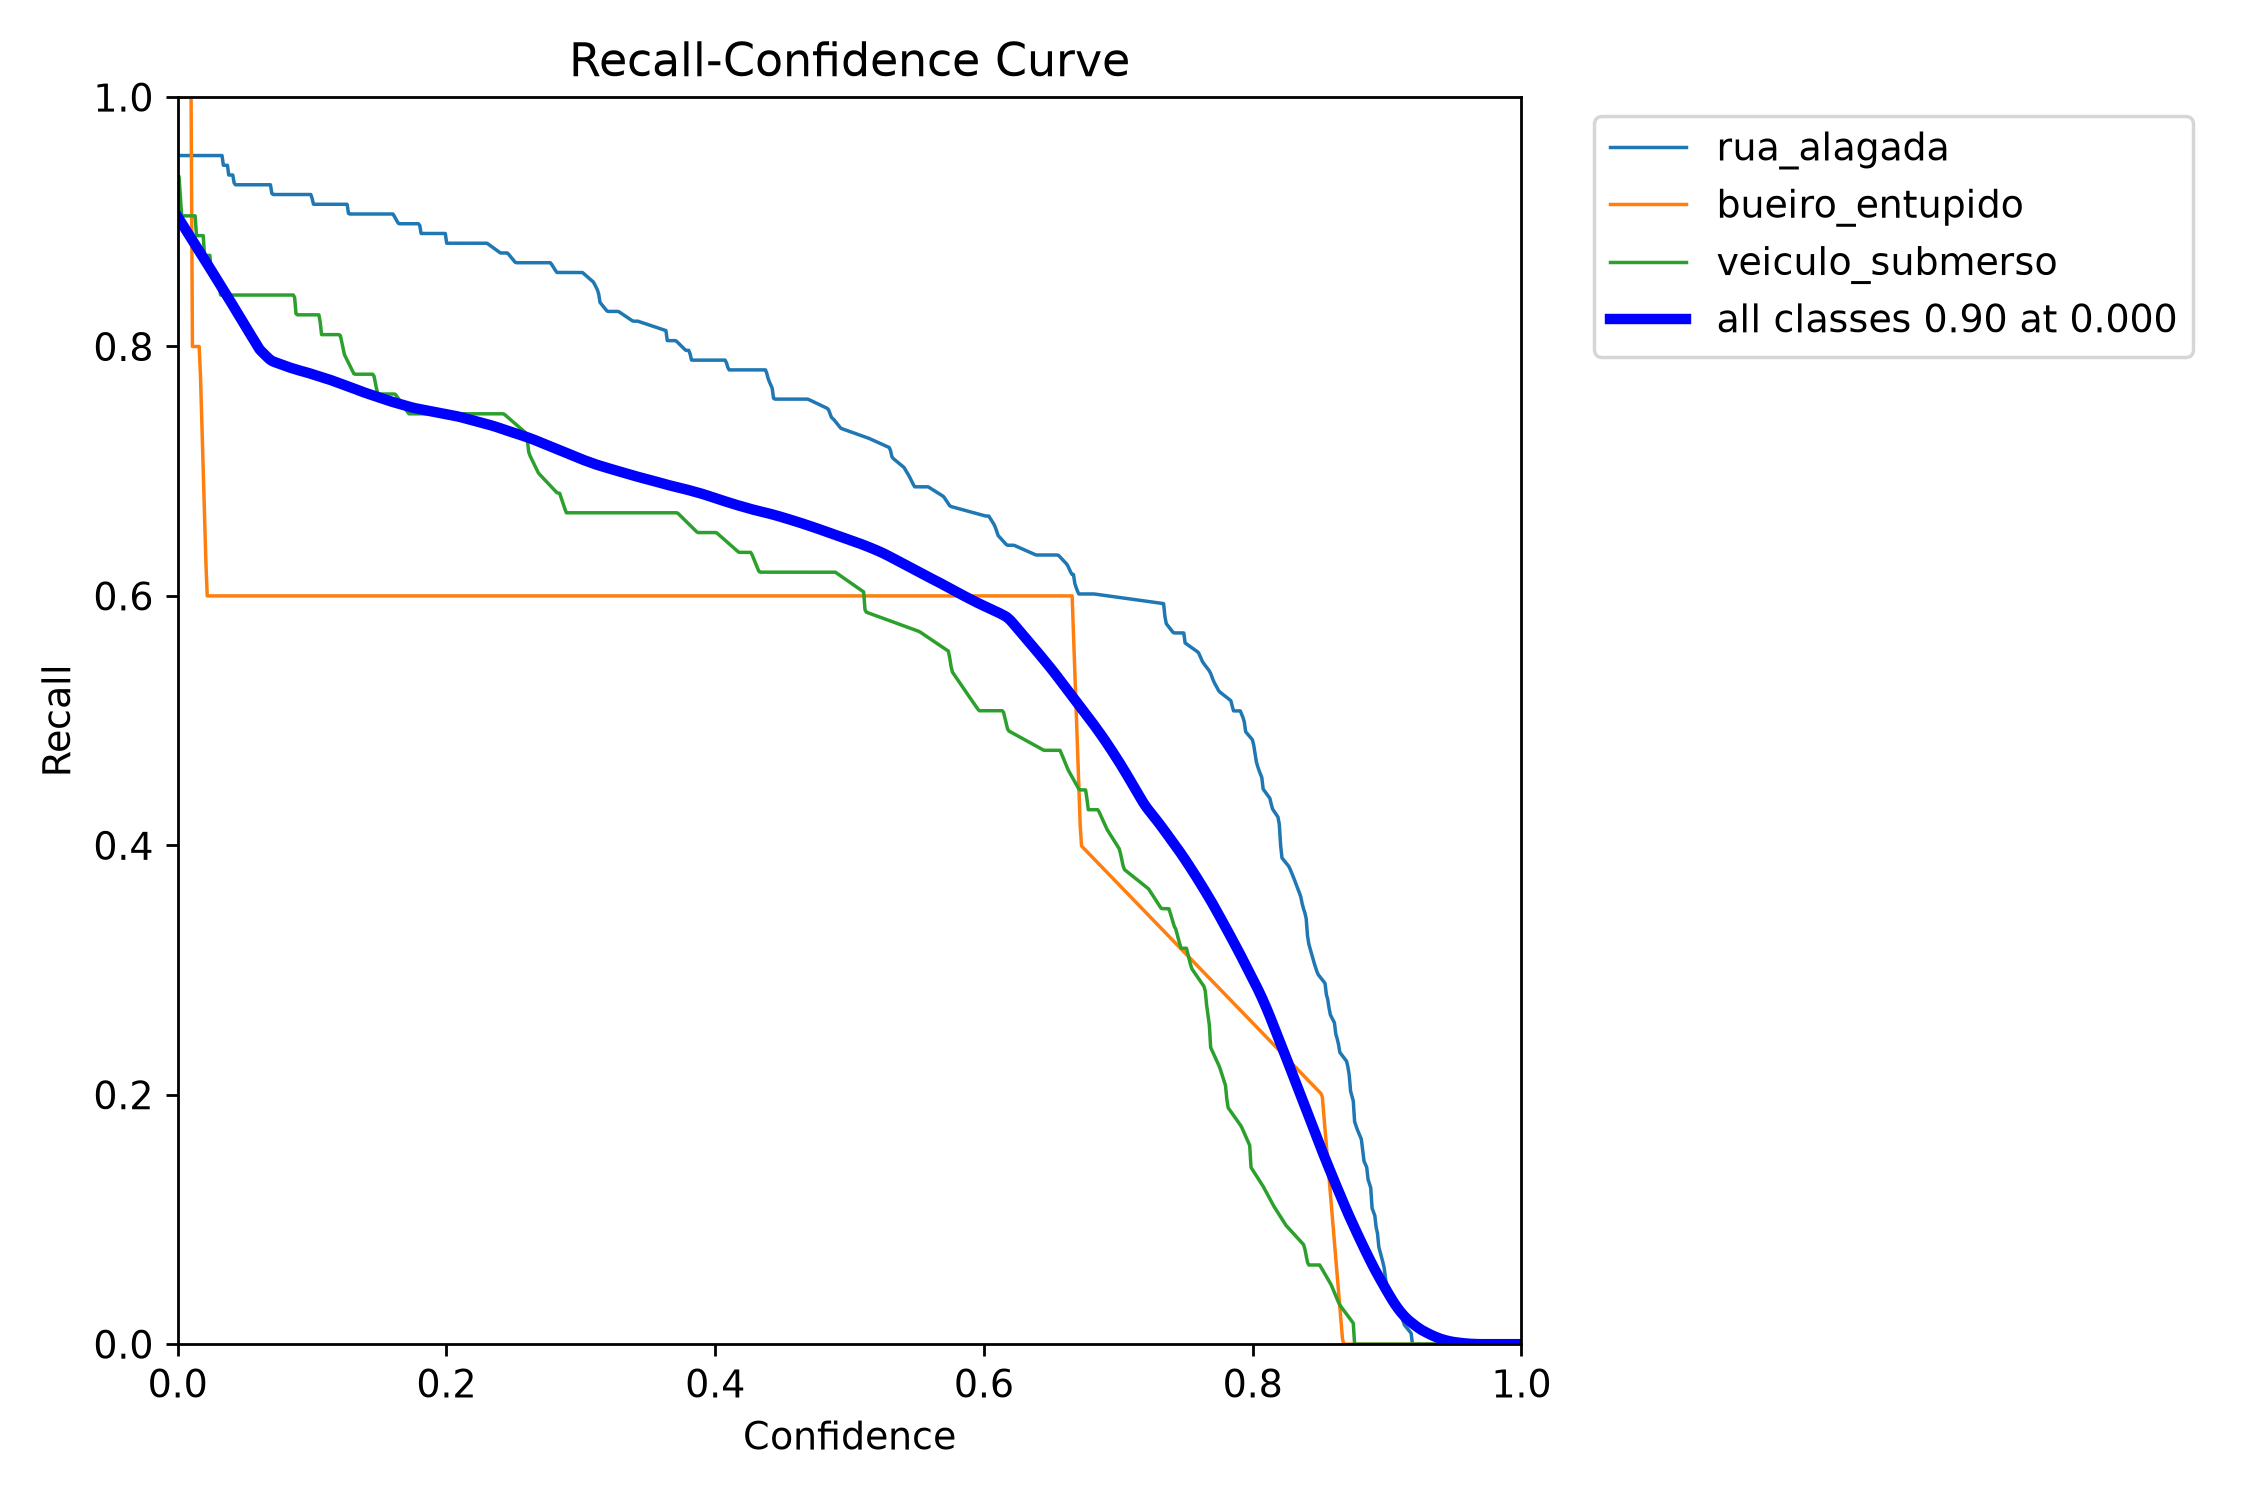 Recall-Confidence Curve
1.0
0.8
0.6
0.4
0.2
0.0
Recall
0.0 0.2 0.4 0.6 0.8 1.0
Confidence
rua_alagada
bueiro_entupido
veiculo_submerso
all classes 0.90 at 0.000